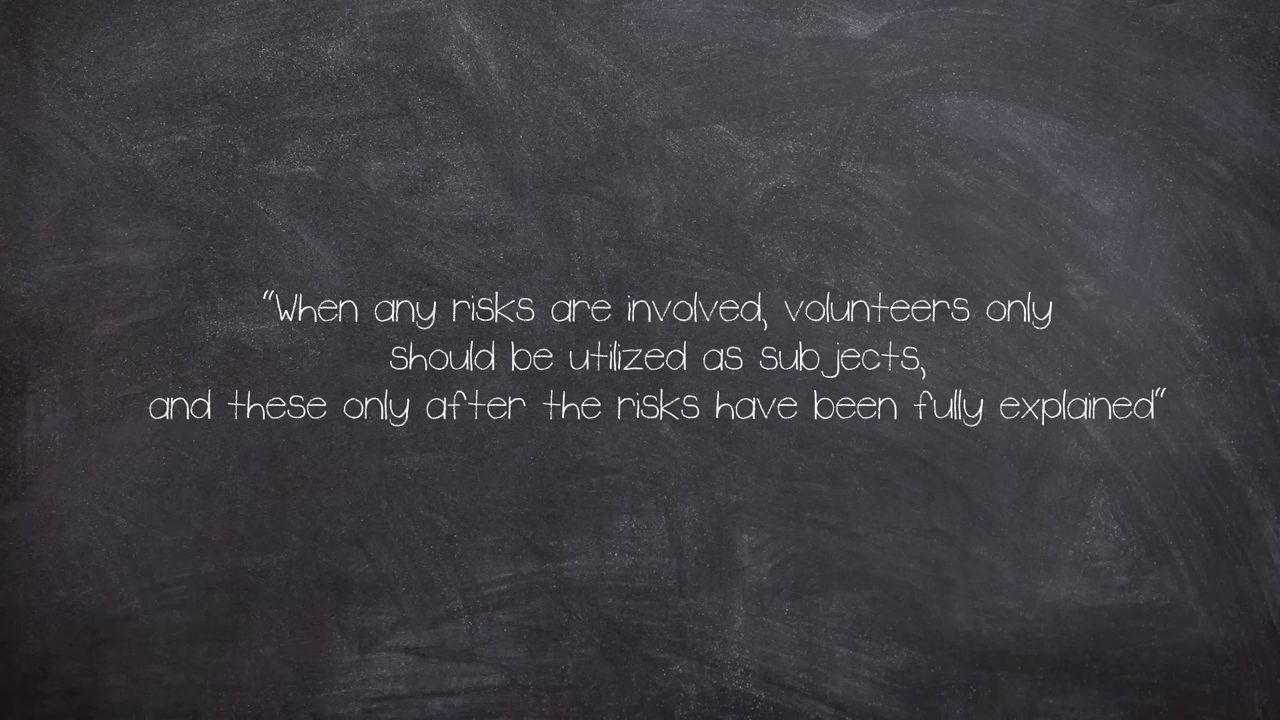 “When any risks are involved, volunteers only
should be utilized as subjects,
and these only after the risks have been fully explained”